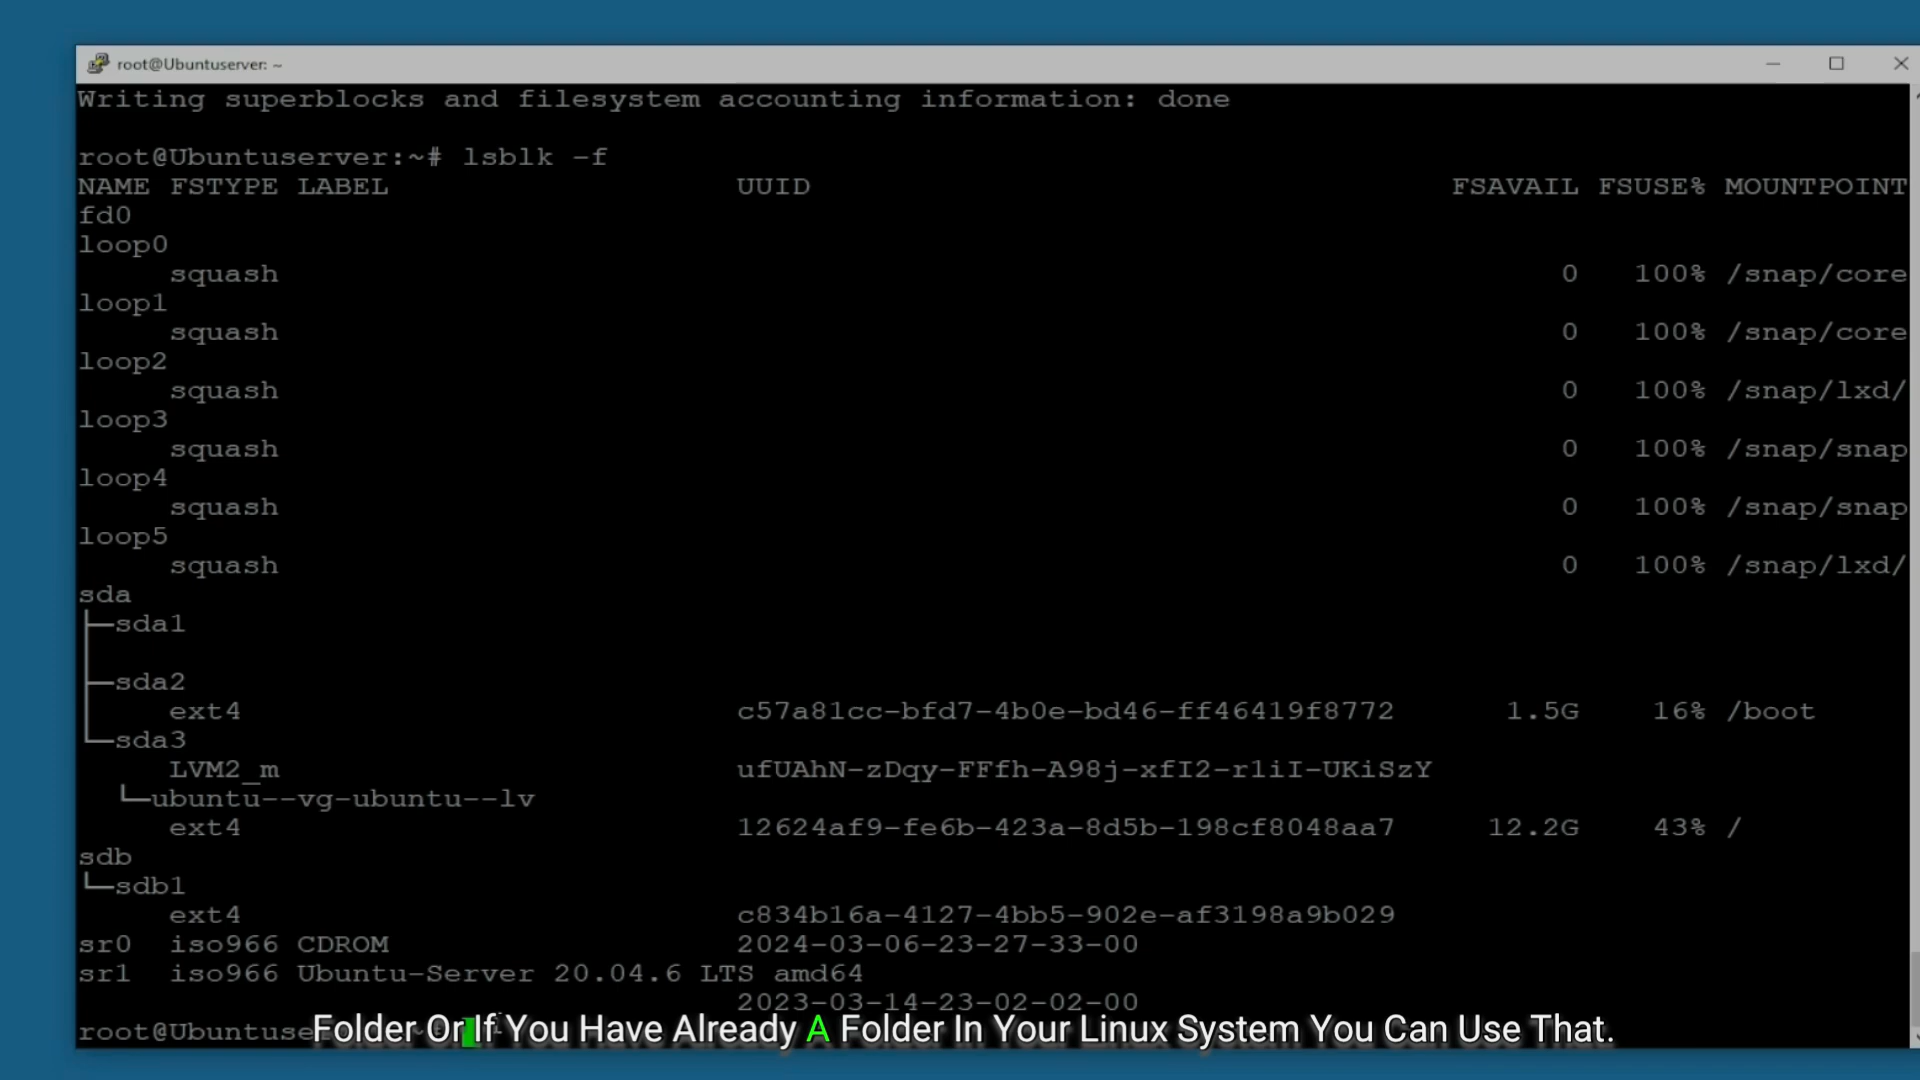 root@Ubuntuserver: ~
Writing superblocks and filesystem accounting information: done
root@Ubuntuserver:~# lsblk -f
NAME FSTYPE LABEL UUID FSAVAIL FSUSE% MOUNTPOINT
fd0
loop0
squash 0 100% /snap/core
loop1
squash 0 100% /snap/core
loop2
squash 0 100% /snap/lxd/
loop3
squash 0 100% /snap/snap
loop4
squash 0 100% /snap/snap
loop5
squash 0 100% /snap/lxd/
sda
├─sda1
├─sda2
ext4 c57a81cc-bfd7-4b0e-bd46-ff46419f8772 1.5G 16% /boot
└─sda3
LVM2_m ufUAhN-zDqy-FFfh-A98j-xfI2-r1iI-UKiSzY
└─ubuntu--vg-ubuntu--lv
ext4 12624af9-fe6b-423a-8d5b-198cf8048aa7 12.2G 43% /
sdb
└─sdb1
ext4 c834b16a-4127-4bb5-902e-af3198a9b029
sr0 iso966 CDROM 2024-03-06-23-27-33-00
sr1 iso966 Ubuntu-Server 20.04.6 LTS amd64
2023-03-14-23-02-02-00
root@Ubuntuse
Folder Or If You Have Already A Folder In Your Linux System You Can Use That.